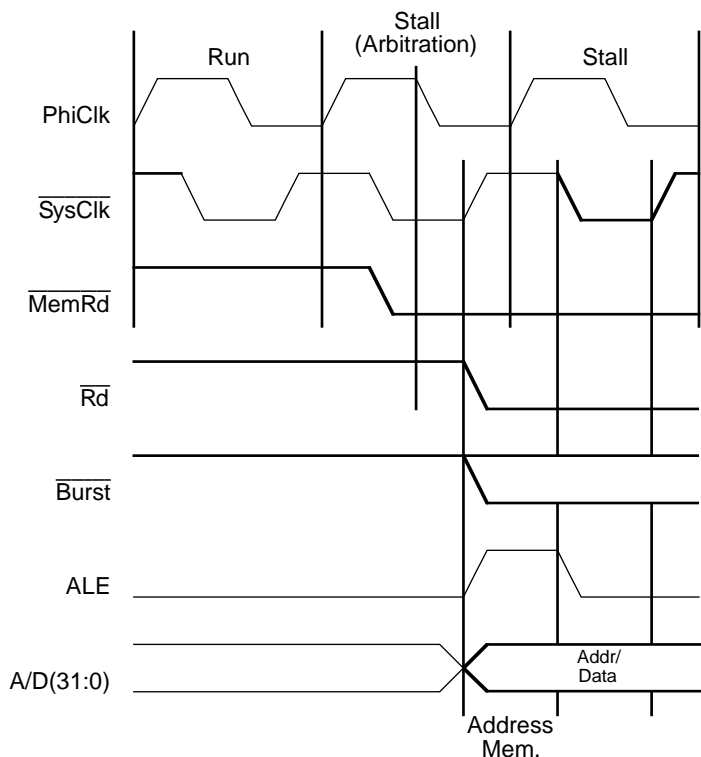 Stall
(Arbitration)
Run
Stall
PhiClk
SysClk
MemRd
Rd
Burst
ALE
A/D(31:0)
Addr/
Data
Address
Mem.